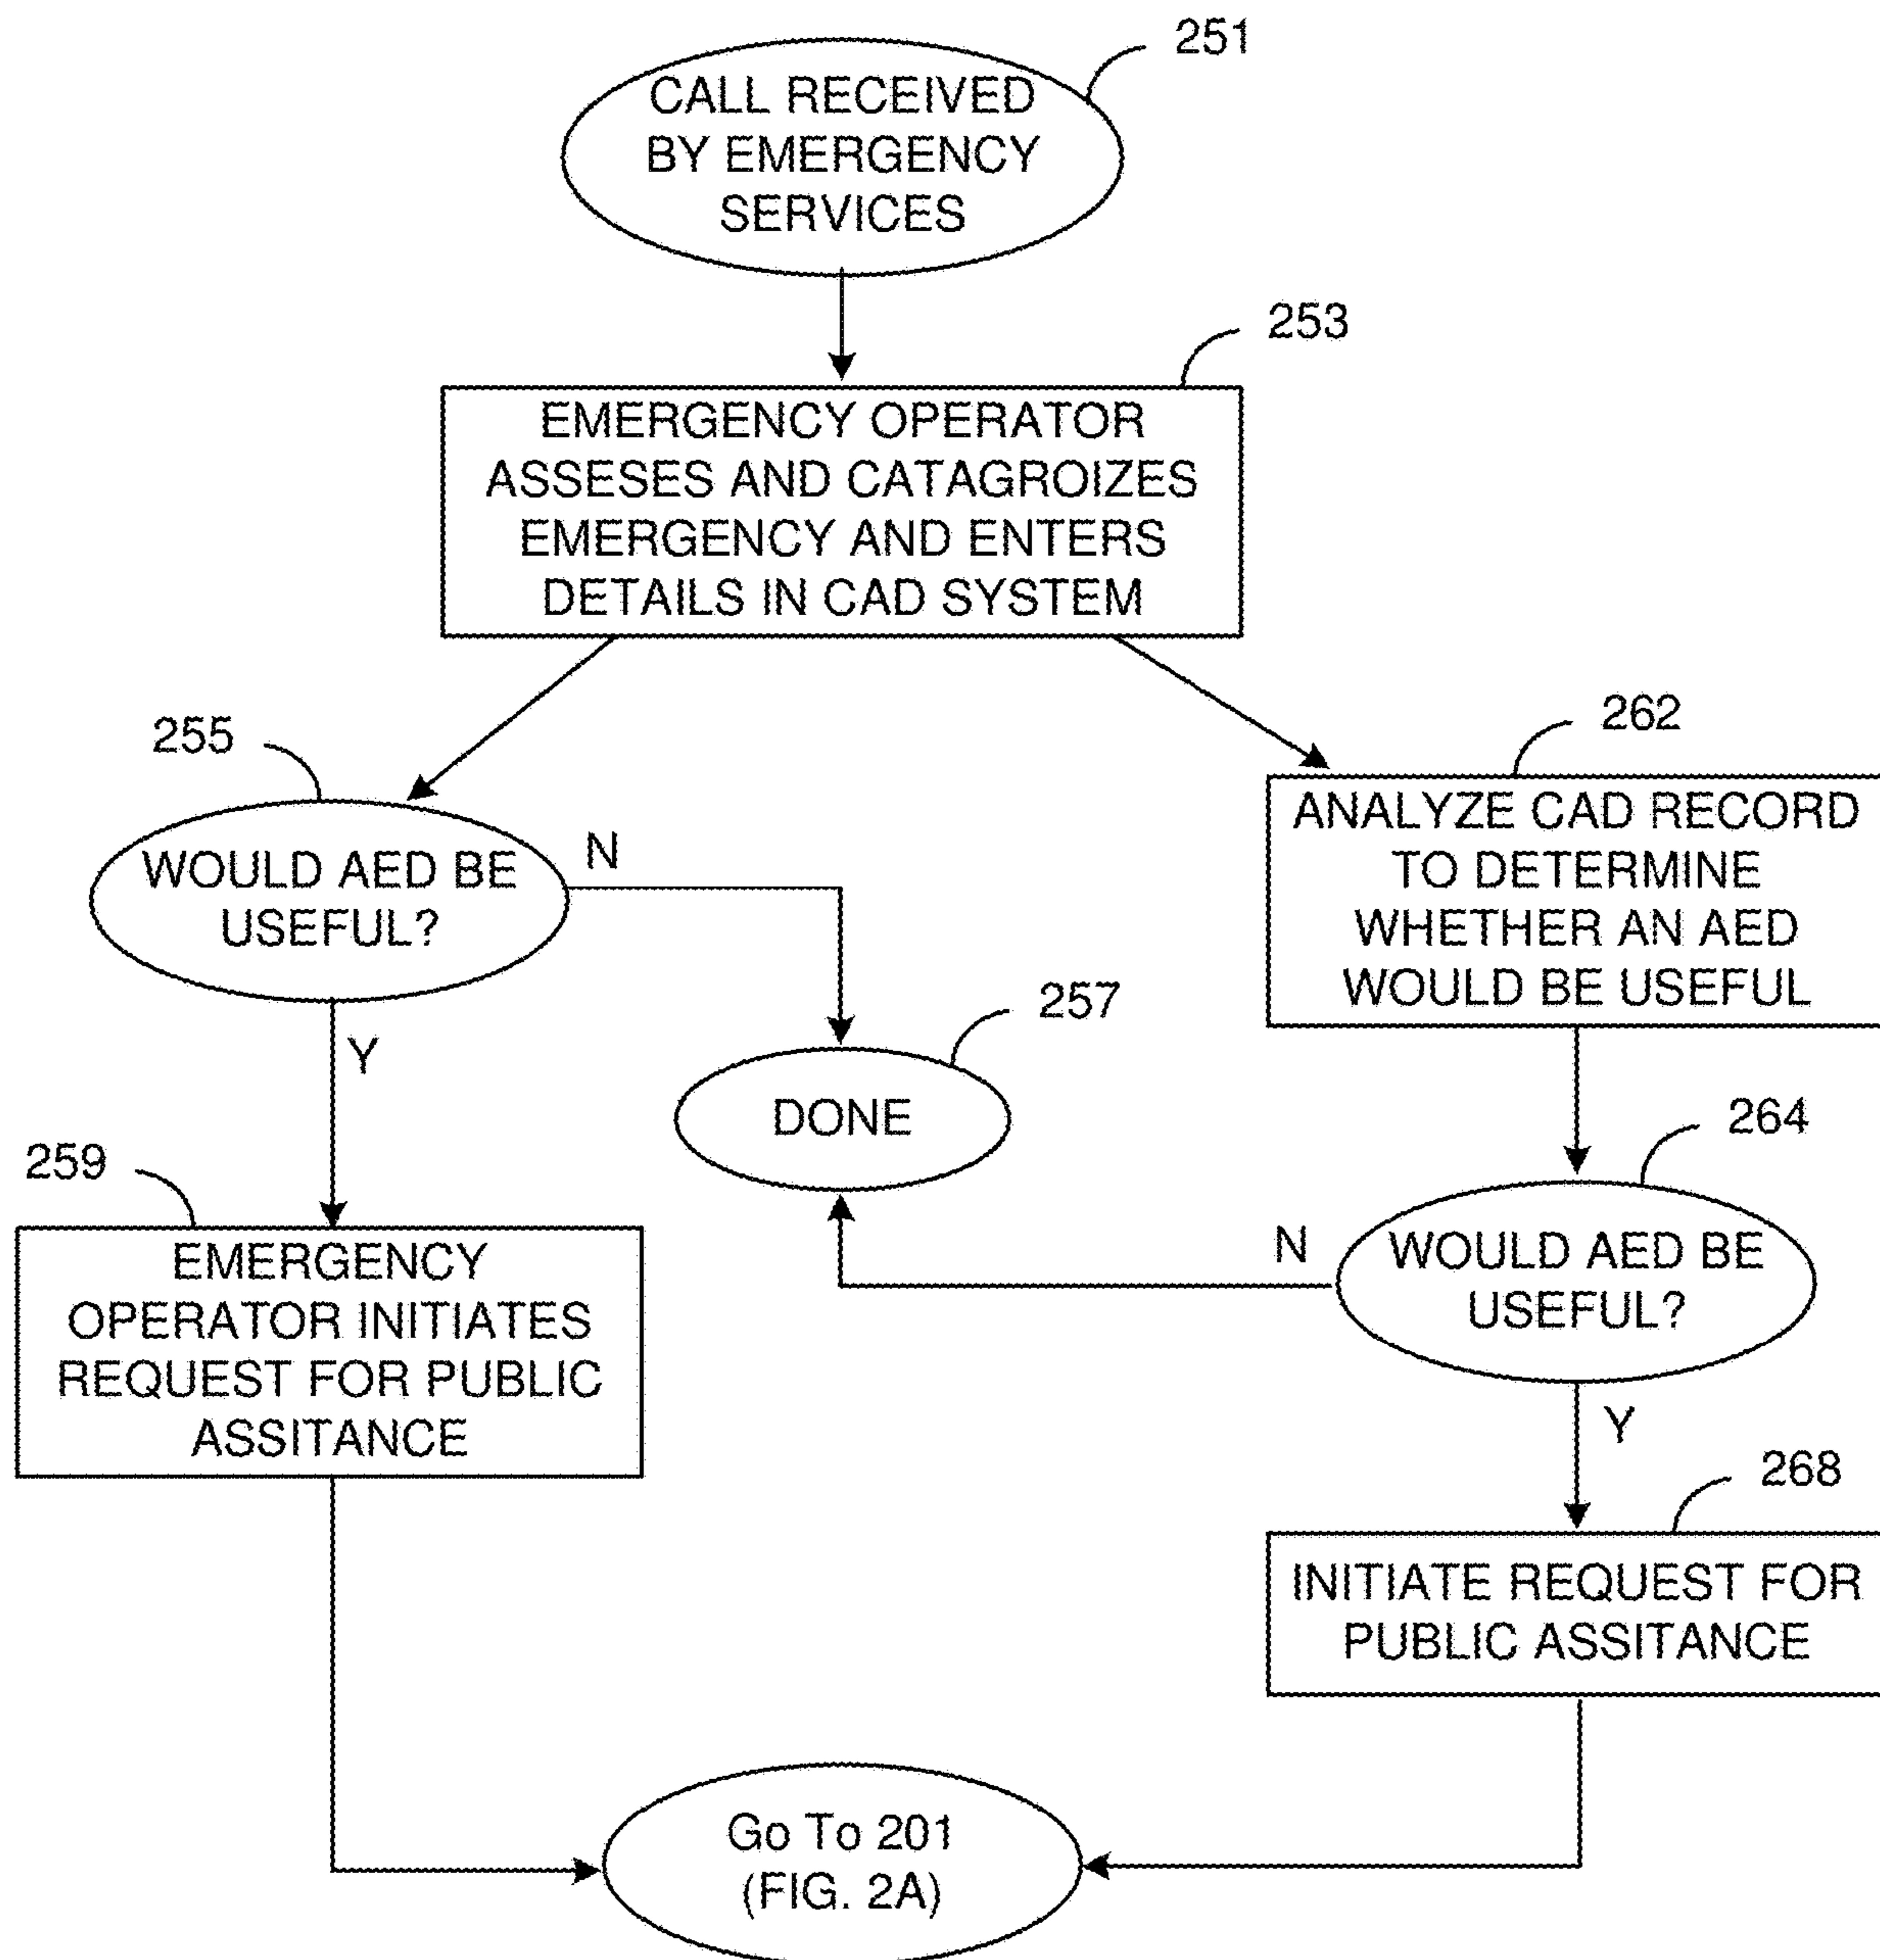 251
CALL RECEIVED
BY EMERGENCY
SERVICES
253
EMERGENCY OPERATOR
ASSESES AND CATAGROIZES
EMERGENCY AND ENTERS
DETAILS IN CAD SYSTEM
255
WOULD AED BE
USEFUL?
N
Y
262
ANALYZE CAD RECORD
TO DETERMINE
WHETHER AN AED
WOULD BE USEFUL
257
DONE
264
WOULD AED BE
USEFUL?
N
Y
259
EMERGENCY
OPERATOR INITIATES
REQUEST FOR PUBLIC
ASSITANCE
268
INITIATE REQUEST FOR
PUBLIC ASSITANCE
Go To 201
(FIG. 2A)